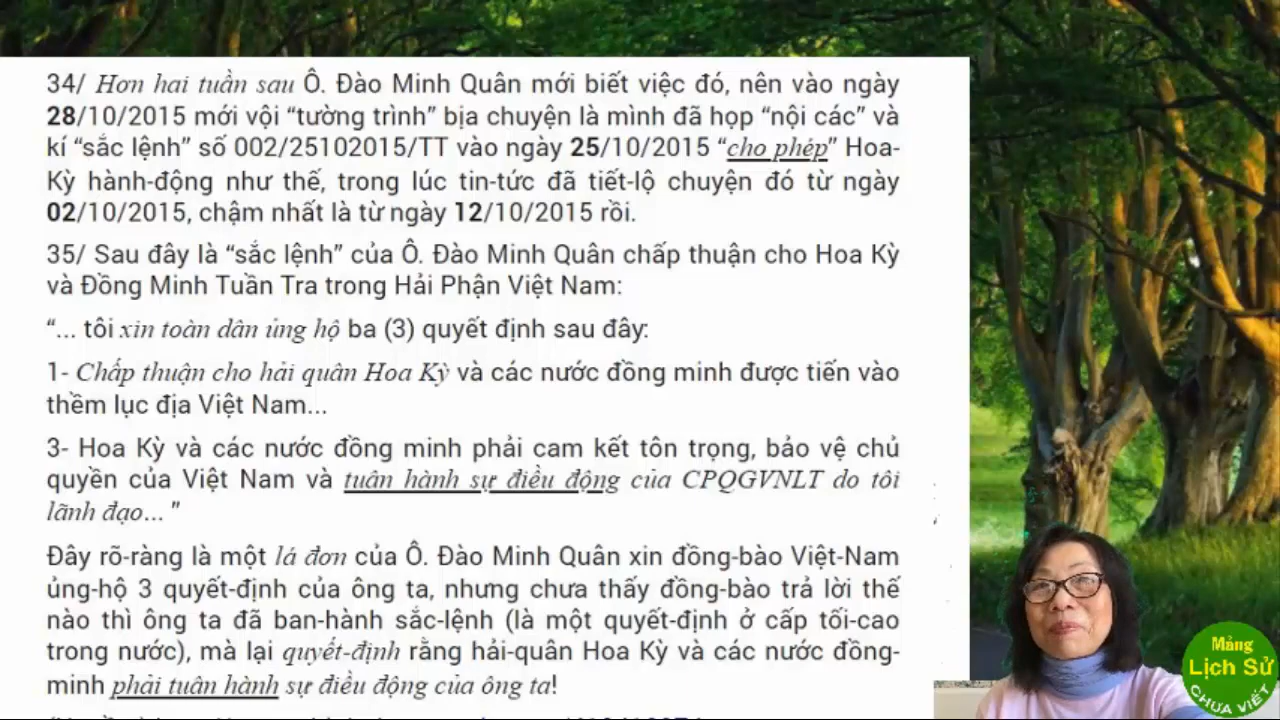 34/ Hơn hai tuần sau Ô. Đào Minh Quân mới biết việc đó, nên vào ngày
28/10/2015 mới vội “tường trình” bịa chuyện là mình đã họp “nội các” và
kí “sắc lệnh” số 002/25102015/TT vào ngày 25/10/2015 “cho phép” Hoa-
Kỳ hành-động như thế, trong lúc tin-tức đã tiết-lộ chuyện đó từ ngày
02/10/2015, chậm nhất là từ ngày 12/10/2015 rồi.
35/ Sau đây là “sắc lệnh” của Ô. Đào Minh Quân chấp thuận cho Hoa Kỳ
và Đồng Minh Tuần Tra trong Hải Phận Việt Nam:
“... tôi xin toàn dân ủng hộ ba (3) quyết định sau đây:
1- Chấp thuận cho hải quân Hoa Kỳ và các nước đồng minh được tiến vào
thềm lục địa Việt Nam...
3- Hoa Kỳ và các nước đồng minh phải cam kết tôn trọng, bảo vệ chủ
quyền của Việt Nam và tuân hành sự điều động của CPQGVNLT do tôi
lãnh đạo... ”
Đây rõ-ràng là một lá đơn của Ô. Đào Minh Quân xin đồng-bào Việt-Nam
ủng-hộ 3 quyết-định của ông ta, nhưng chưa thấy đồng-bào trả lời thế
nào thì ông ta đã ban-hành sắc-lệnh (là một quyết-định ở cấp tối-cao
trong nước), mà lại quyết-định rằng hải-quân Hoa Kỳ và các nước đồng-
minh phải tuân hành sự điều động của ông ta!
Mảng
Lịch Sử
CHƯA VIẾT